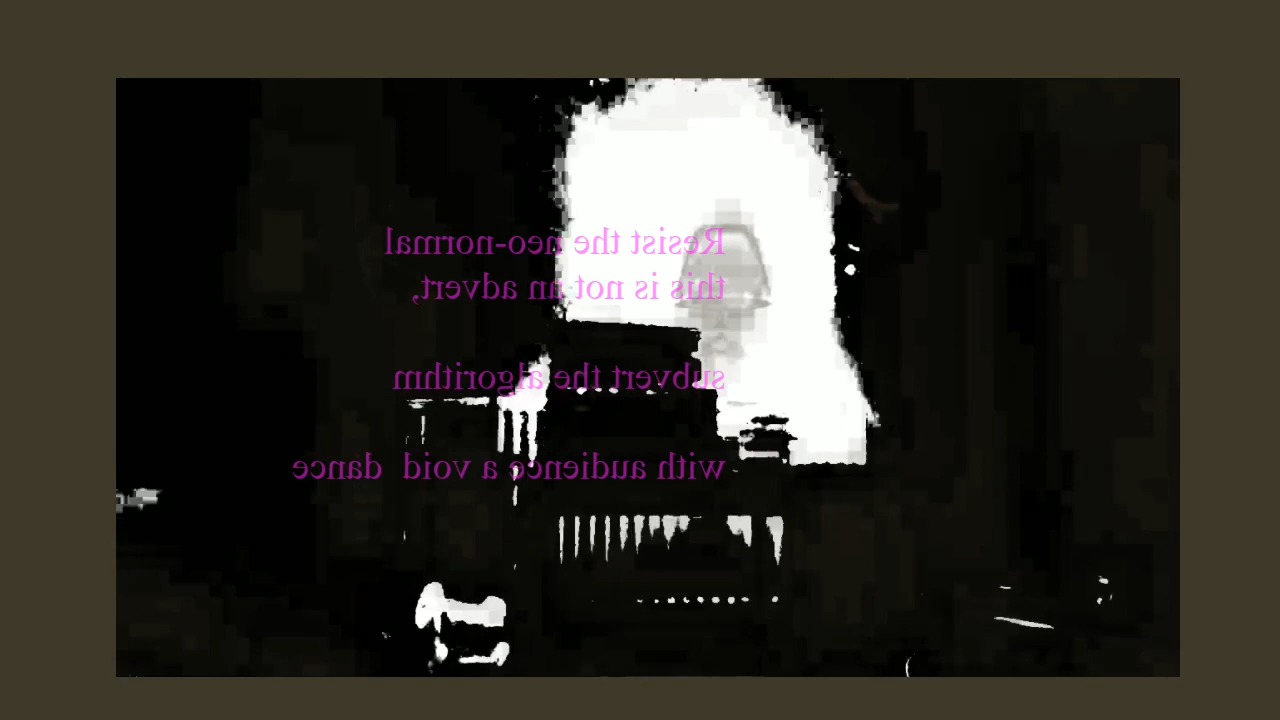 Resist the neo-normal
this is not an advert,
subvert the algorithm
with audience a void  dance